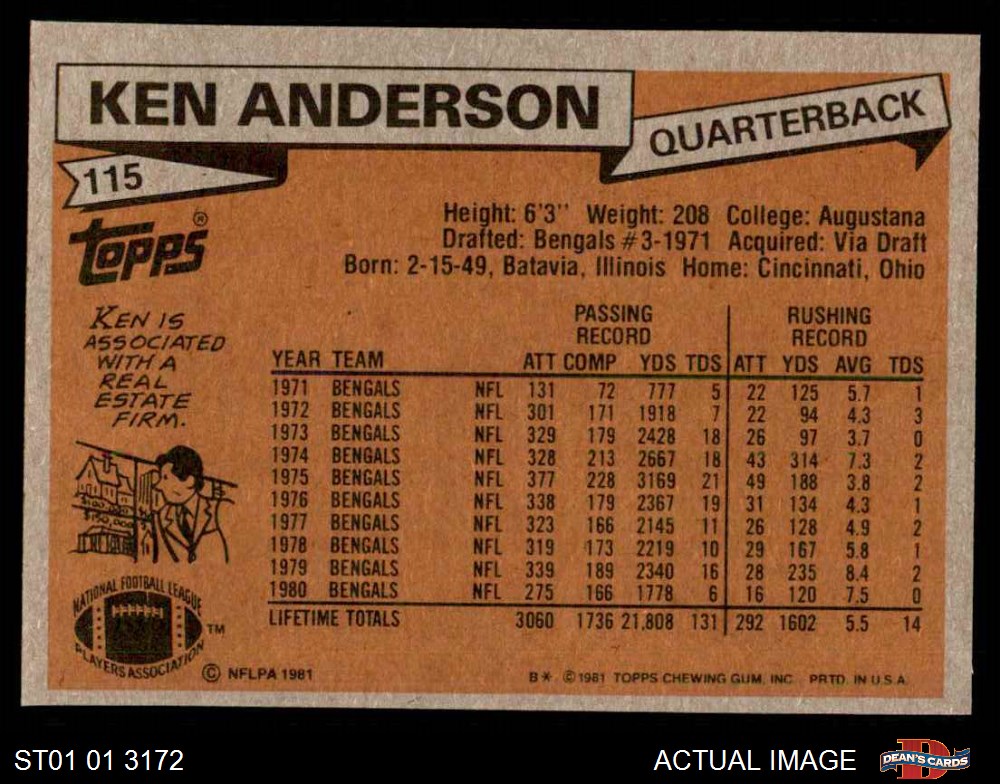 KEN ANDERSON
QUARTERBACK
115
TOPPS®
Height: 6'3'' Weight: 208 College: Augustana
Drafted: Bengals #3-1971 Acquired: Via Draft
Born: 2-15-49, Batavia, Illinois Home: Cincinnati, Ohio
KEN IS
ASSOCIATED
WITH A
REAL
ESTATE
FIRM.
$100,000
$150,000
PASSING RUSHING
RECORD RECORD
YEAR TEAM ATT COMP YDS TDS ATT YDS AVG TDS
1971 BENGALS NFL 131 72 777 5 22 125 5.7 1
1972 BENGALS NFL 301 171 1918 7 22 94 4.3 3
1973 BENGALS NFL 329 179 2428 18 26 97 3.7 0
1974 BENGALS NFL 328 213 2667 18 43 314 7.3 2
1975 BENGALS NFL 377 228 3169 21 49 188 3.8 2
1976 BENGALS NFL 338 179 2367 19 31 134 4.3 1
1977 BENGALS NFL 323 166 2145 11 26 128 4.9 2
1978 BENGALS NFL 319 173 2219 10 29 167 5.8 1
1979 BENGALS NFL 339 189 2340 16 28 235 8.4 2
1980 BENGALS NFL 275 166 1778 6 16 120 7.5 0
LIFETIME TOTALS 3060 1736 21,808 131 292 1602 5.5 14
NATIONAL FOOTBALL LEAGUE
PLAYERS ASSOCIATION
TM
© NFLPA 1981
B* © 1981 TOPPS CHEWING GUM, INC. PRTD. IN U.S.A.
ST01 01 3172
ACTUAL IMAGE
D
DEAN'S CARDS